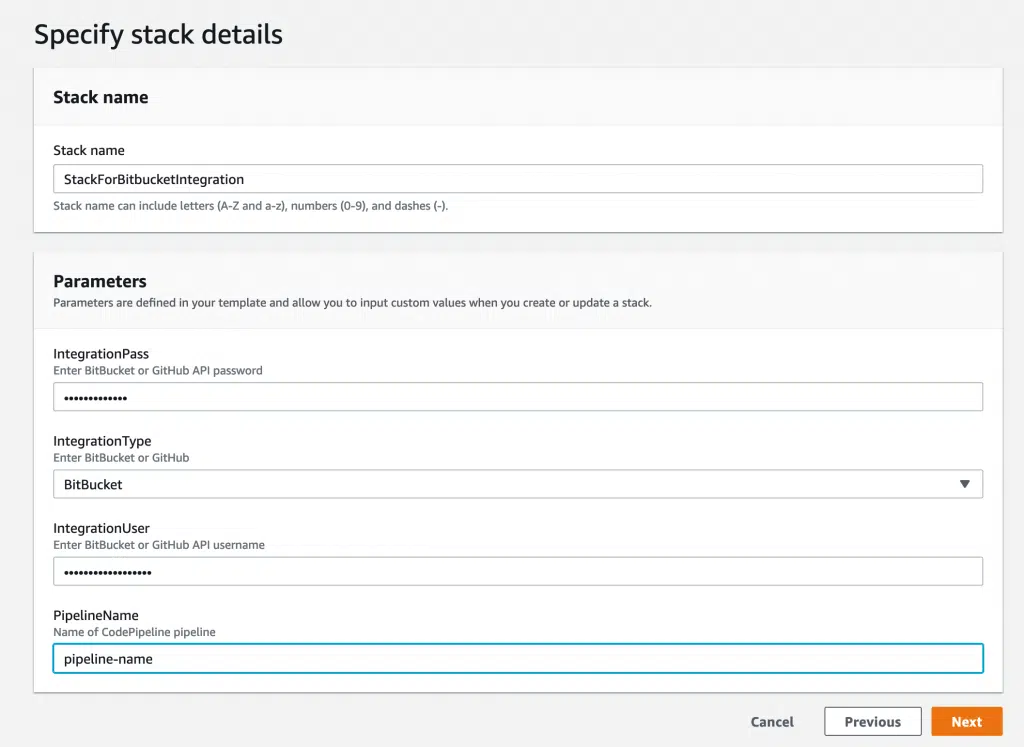 Specify stack details
Stack name
Stack name
StackForBitbucketIntegration
Stack name can include letters (A-Z and a-z), numbers (0-9), and dashes (-).
Parameters
Parameters are defined in your template and allow you to input custom values when you create or update a stack.
IntegrationPass
Enter BitBucket or GitHub API password
•••••••••••••
IntegrationType
Enter BitBucket or GitHub
BitBucket
IntegrationUser
Enter BitBucket or GitHub API username
••••••••••••••••••
PipelineName
Name of CodePipeline pipeline
pipeline-name
Cancel Previous Next